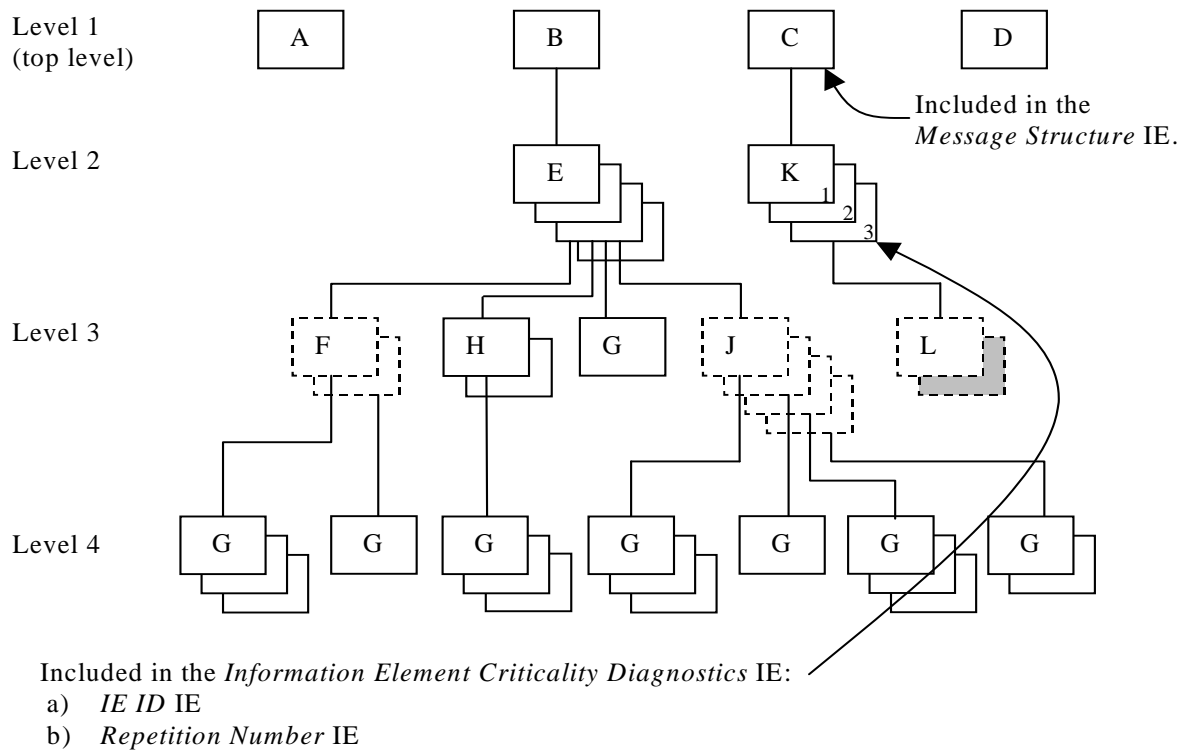 Level 1
(top level)
A
B
C
D
Included in the
Message Structure IE.
Level 2
E
K
1
2
3
Level 3
F
H
G
J
L
Level 4
G
G
G
G
G
G
G
Included in the Information Element Criticality Diagnostics IE:
a) IE ID IE
b) Repetition Number IE